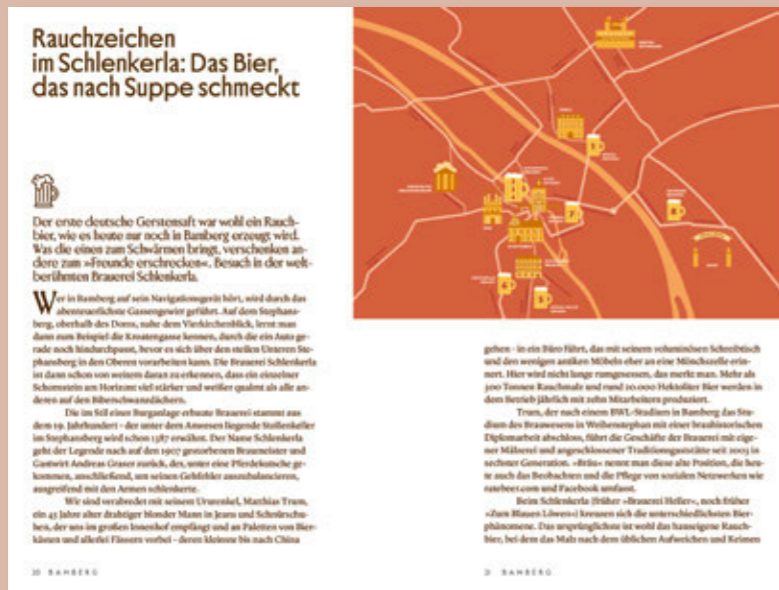 Rauchzeichen
im Schlenkerla: Das Bier,
das nach Suppe schmeckt
Der erste deutsche Gerstensaft war wohl ein Rauch-
bier, wie es heute nur noch in Bamberg erzeugt wird.
Was die einen zum Schwärmen bringt, verschenken an-
dere zum »Freunde erschrecken«. Besuch in der welt-
berühmten Brauerei Schlenkerla.
Wer in Bamberg auf sein Navigationsgerät hört, wird durch das
abenteuerlichste Gassengewirr geführt. Auf dem Stephans-
berg, oberhalb des Doms, nahe dem Vierkirchenblick, lernt man
dann zum Beispiel die Kroatengasse kennen, durch die ein Auto ge-
rade noch hindurchpasst, bevor es sich über den steilen Unteren Ste-
phansberg in den Oberen vorarbeiten kann. Die Brauerei Schlenkerla
ist dann schon von weitem daran zu erkennen, dass ein einzelner
Schornstein am Horizont viel stärker und weißer qualmt als alle an-
deren auf den Biberschwanzdächern.
Die im Stil einer Burganlage erbaute Brauerei stammt aus
dem 19. Jahrhundert – der unter dem Anwesen liegende Stollenkeller
im Stephansberg wird schon 1387 erwähnt. Der Name Schlenkerla
geht der Legende nach auf den 1907 gestorbenen Braumeister und
Gastwirt Andreas Graser zurück, der, unter eine Pferdekutsche ge-
kommen, anschließend, um seinen Gehfehler auszubalancieren,
ausgreifend mit den Armen schlenkerte.
Wir sind verabredet mit seinem Ururenkel, Matthias Trum,
ein 43 Jahre alter drahtiger blonder Mann in Jeans und Schnürschu-
hen, der uns im großen Innenhof empfängt und an Paletten von Bier-
kästen und allerlei Fässern vorbei – deren kleinste bis nach China
20 BAMBERG
gehen – in ein Büro führt, das mit seinem voluminösen Schreibtisch
und den wenigen antiken Möbeln eher an eine Mönchszelle erin-
nert. Hier wird nicht lange rumgesessen, das merkt man. Mehr als
300 Tonnen Rauchmalz und rund 20.000 Hektoliter Bier werden in
dem Betrieb jährlich mit zehn Mitarbeitern produziert.
Trum, der nach einem BWL-Studium in Bamberg das Stu-
dium des Brauwesens in Weihenstephan mit einer brauhistorischen
Diplomarbeit abschloss, führt die Geschäfte der Brauerei mit eige-
ner Mälzerei und angeschlossener Traditionsgaststätte seit 2003 in
sechster Generation. »Bräu« nennt man diese alte Position, die heu-
te auch das Beobachten und die Pflege von sozialen Netzwerken wie
ratebeer.com und Facebook umfasst.
Beim Schlenkerla (früher »Brauerei Heller«, noch früher
»Zum Blauen Löwen«) kreuzen sich die unterschiedlichsten Bier-
phänomene. Das ursprünglichste ist wohl das hauseigene Rauch-
bier, bei dem das Malz nach dem üblichen Aufweichen und Keimen
21 BAMBERG